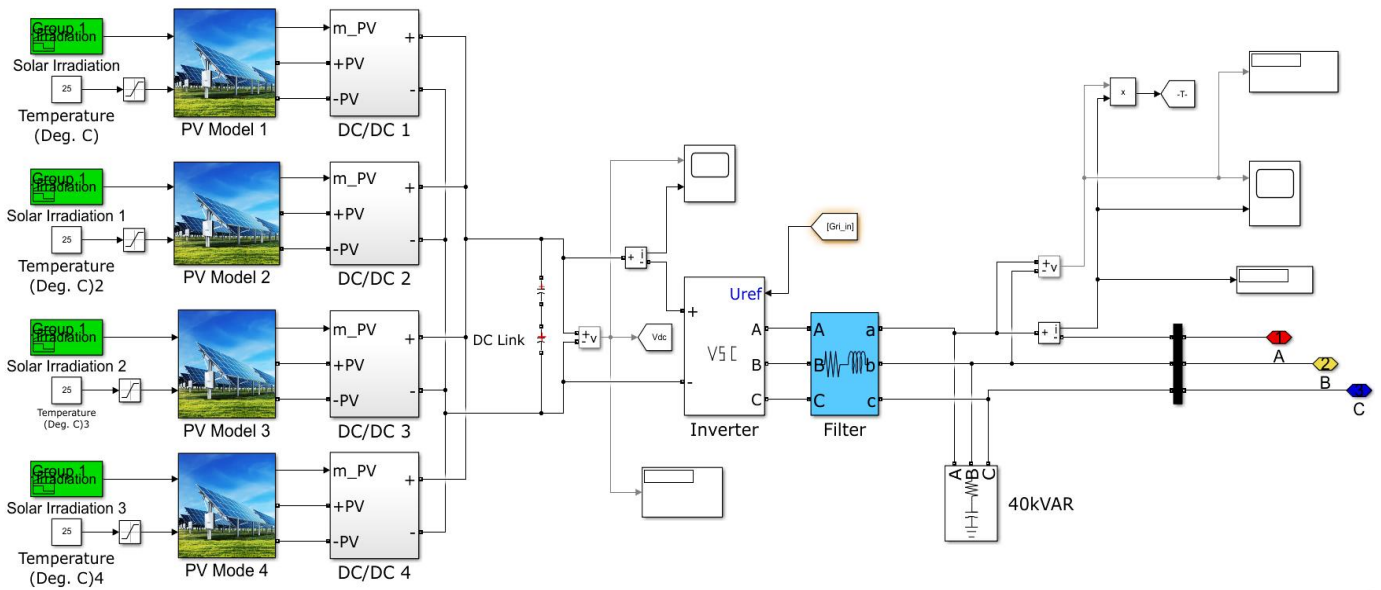 Group 1
Irradiation
Solar Irradiation
25
Temperature
(Deg. C)
PV Model 1
m_PV
+PV
-PV
+
-
DC/DC 1
Group 1
Irradiation
Solar Irradiation 1
25
Temperature
(Deg. C)2
PV Model 2
m_PV
+PV
-PV
+
-
DC/DC 2
Group 1
Irradiation
Solar Irradiation 2
25
Temperature
(Deg. C)3
PV Model 3
m_PV
+PV
-PV
+
-
DC/DC 3
Group 1
Irradiation
Solar Irradiation 3
25
Temperature
(Deg. C)4
PV Mode 4
m_PV
+PV
-PV
+
-
DC/DC 4
DC Link
+ i
-
+ v
-
Vdc
[Gri_in]
Uref
+
-
A
B
C
VSC
Inverter
A
B
C
a
b
c
Filter
A B C
40kVAR
+ v
-
+ i
-
x
-T-
1
A
2
B
3
C